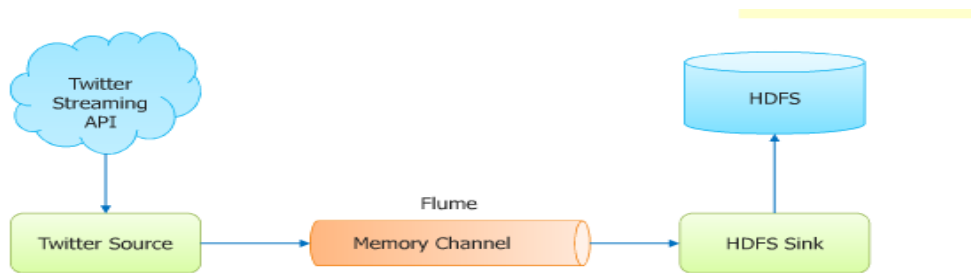 Twitter
Streaming
API
HDFS
Flume
Twitter Source
Memory Channel
HDFS Sink